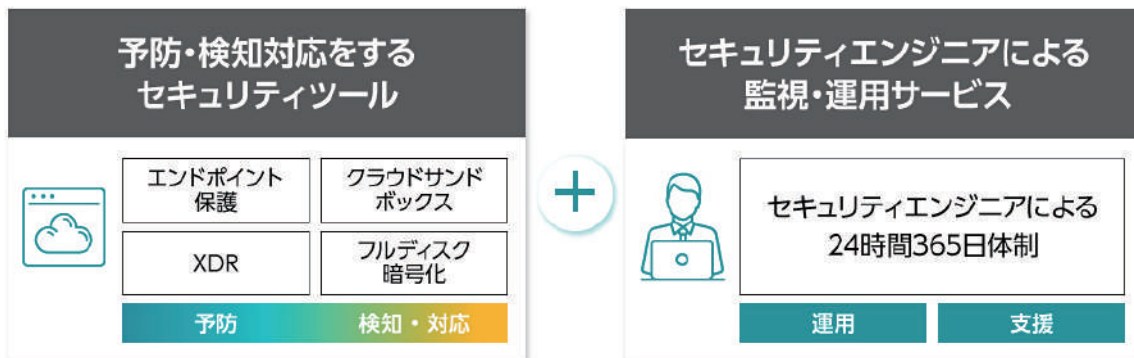 予防・検知対応をする
セキュリティツール
エンドポイント
保護
クラウドサンド
ボックス
XDR
フルディスク
暗号化
予防
検知・対応
セキュリティエンジニアによる
監視・運用サービス
セキュリティエンジニアによる
24時間365日体制
運用
支援